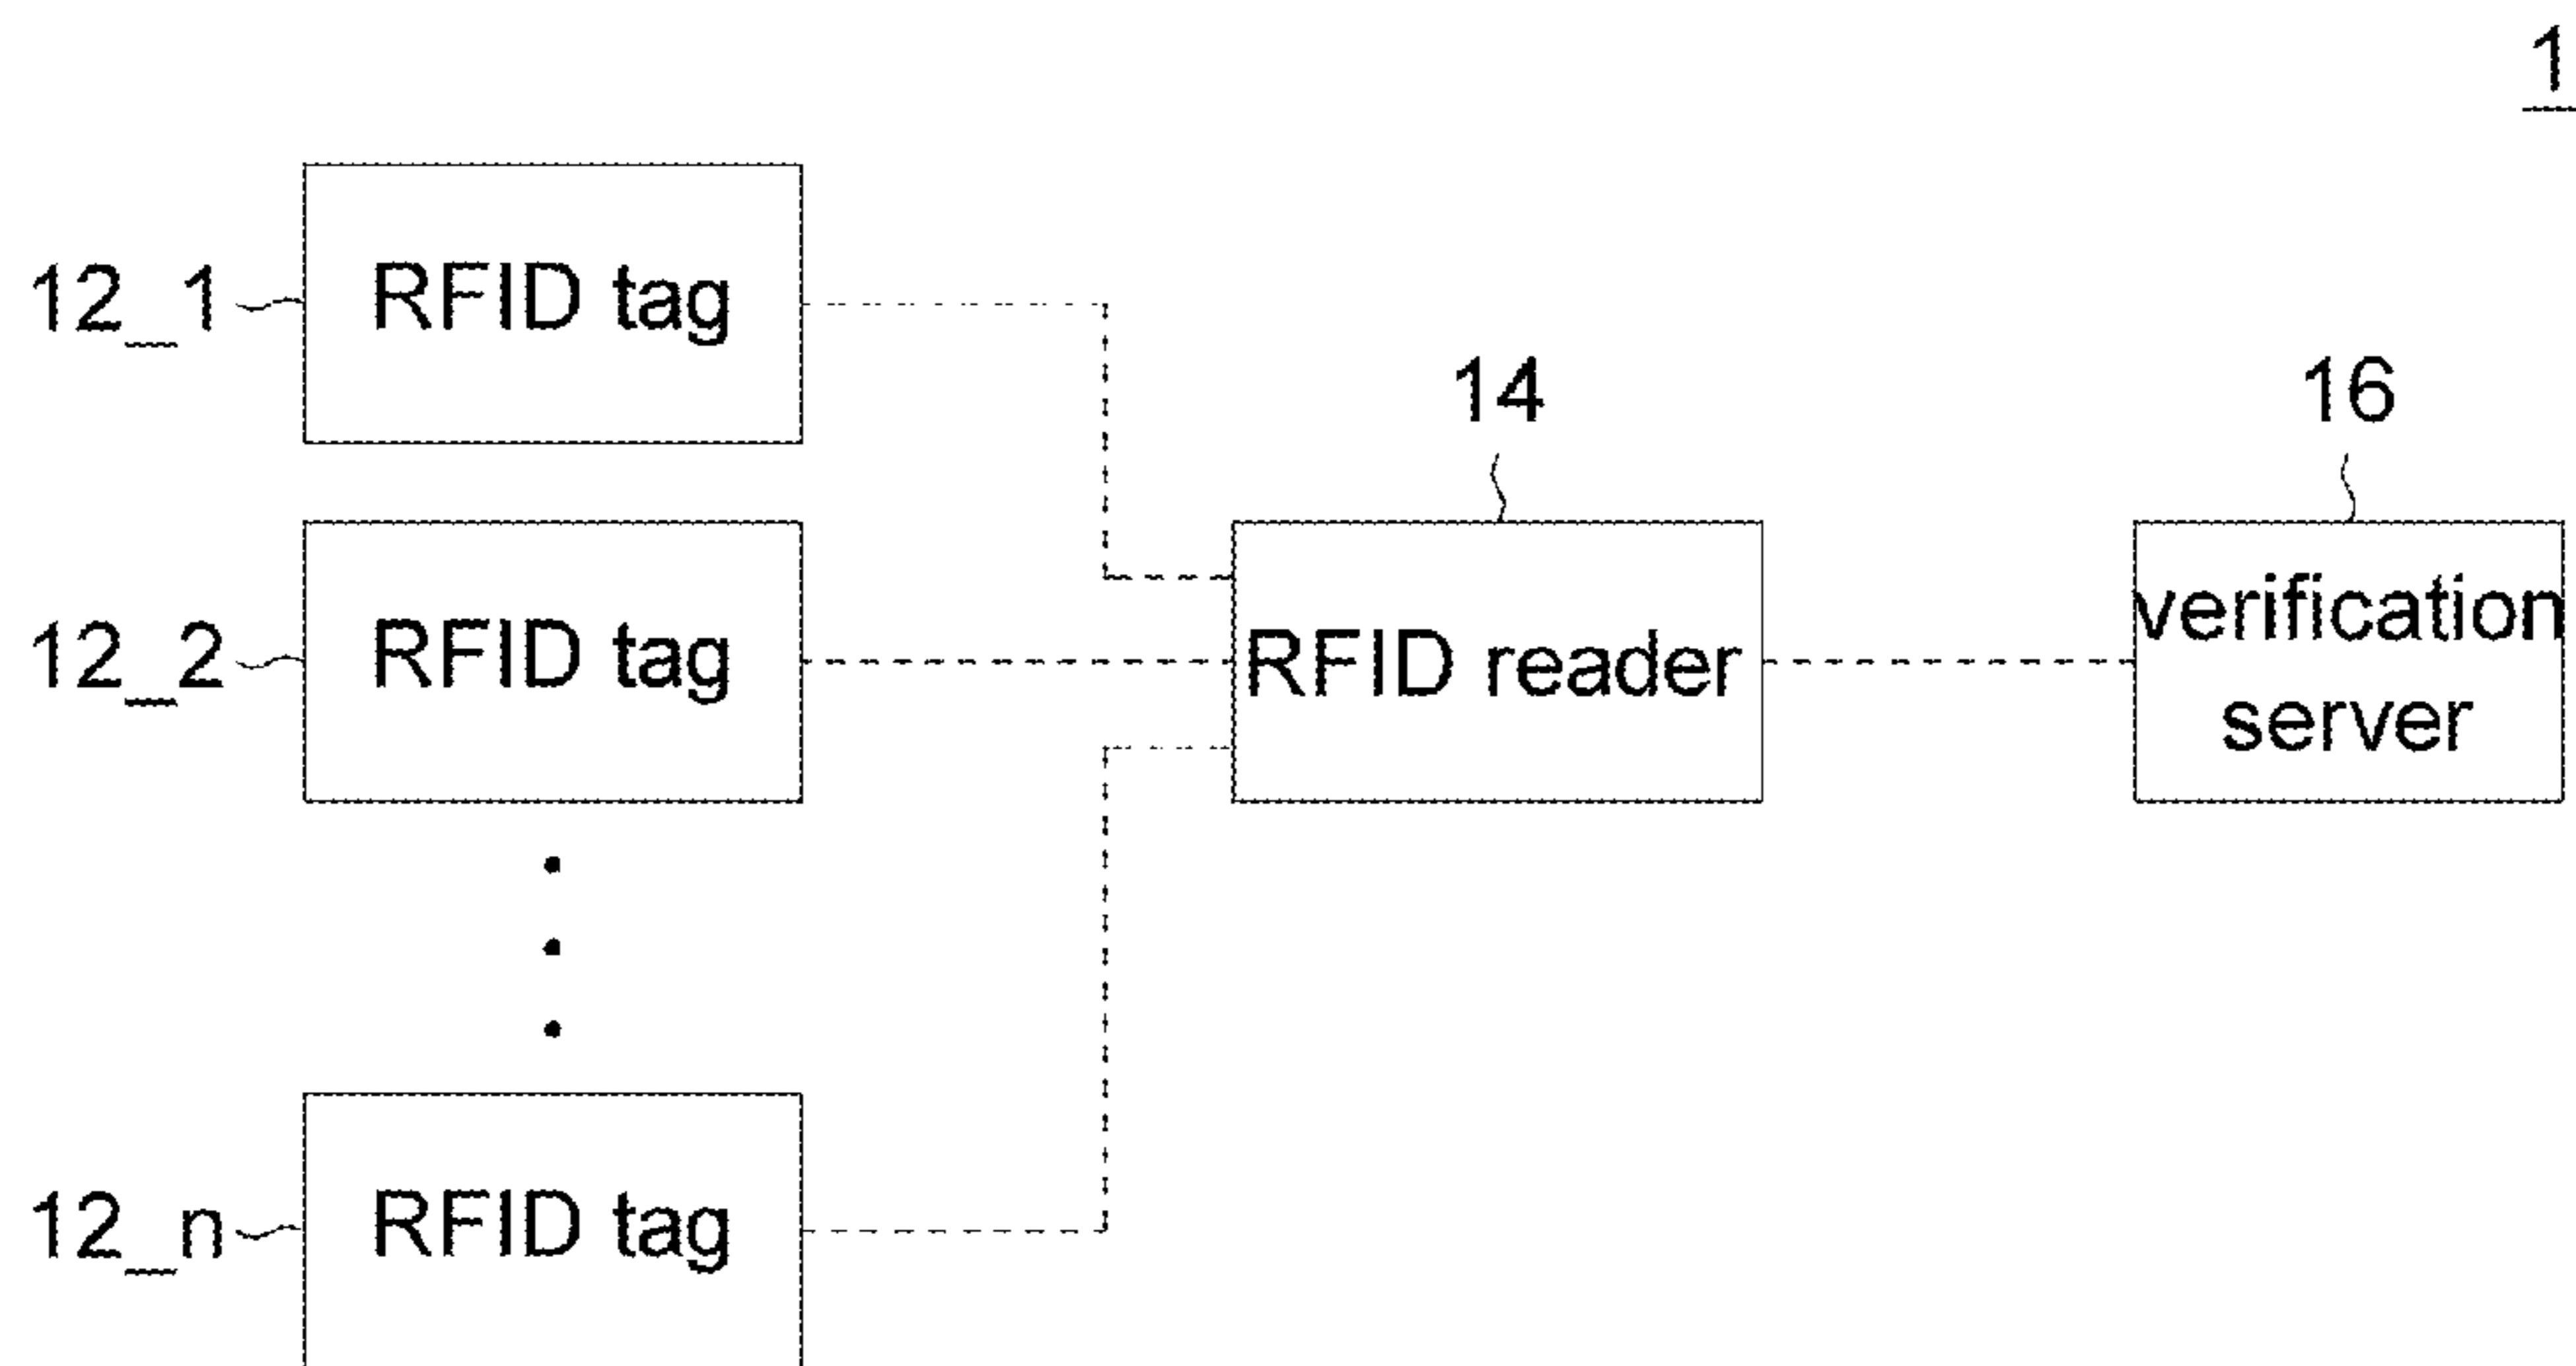 1
12_1 RFID tag
14
16
12_2 RFID tag
RFID reader
verification
server
12_n RFID tag